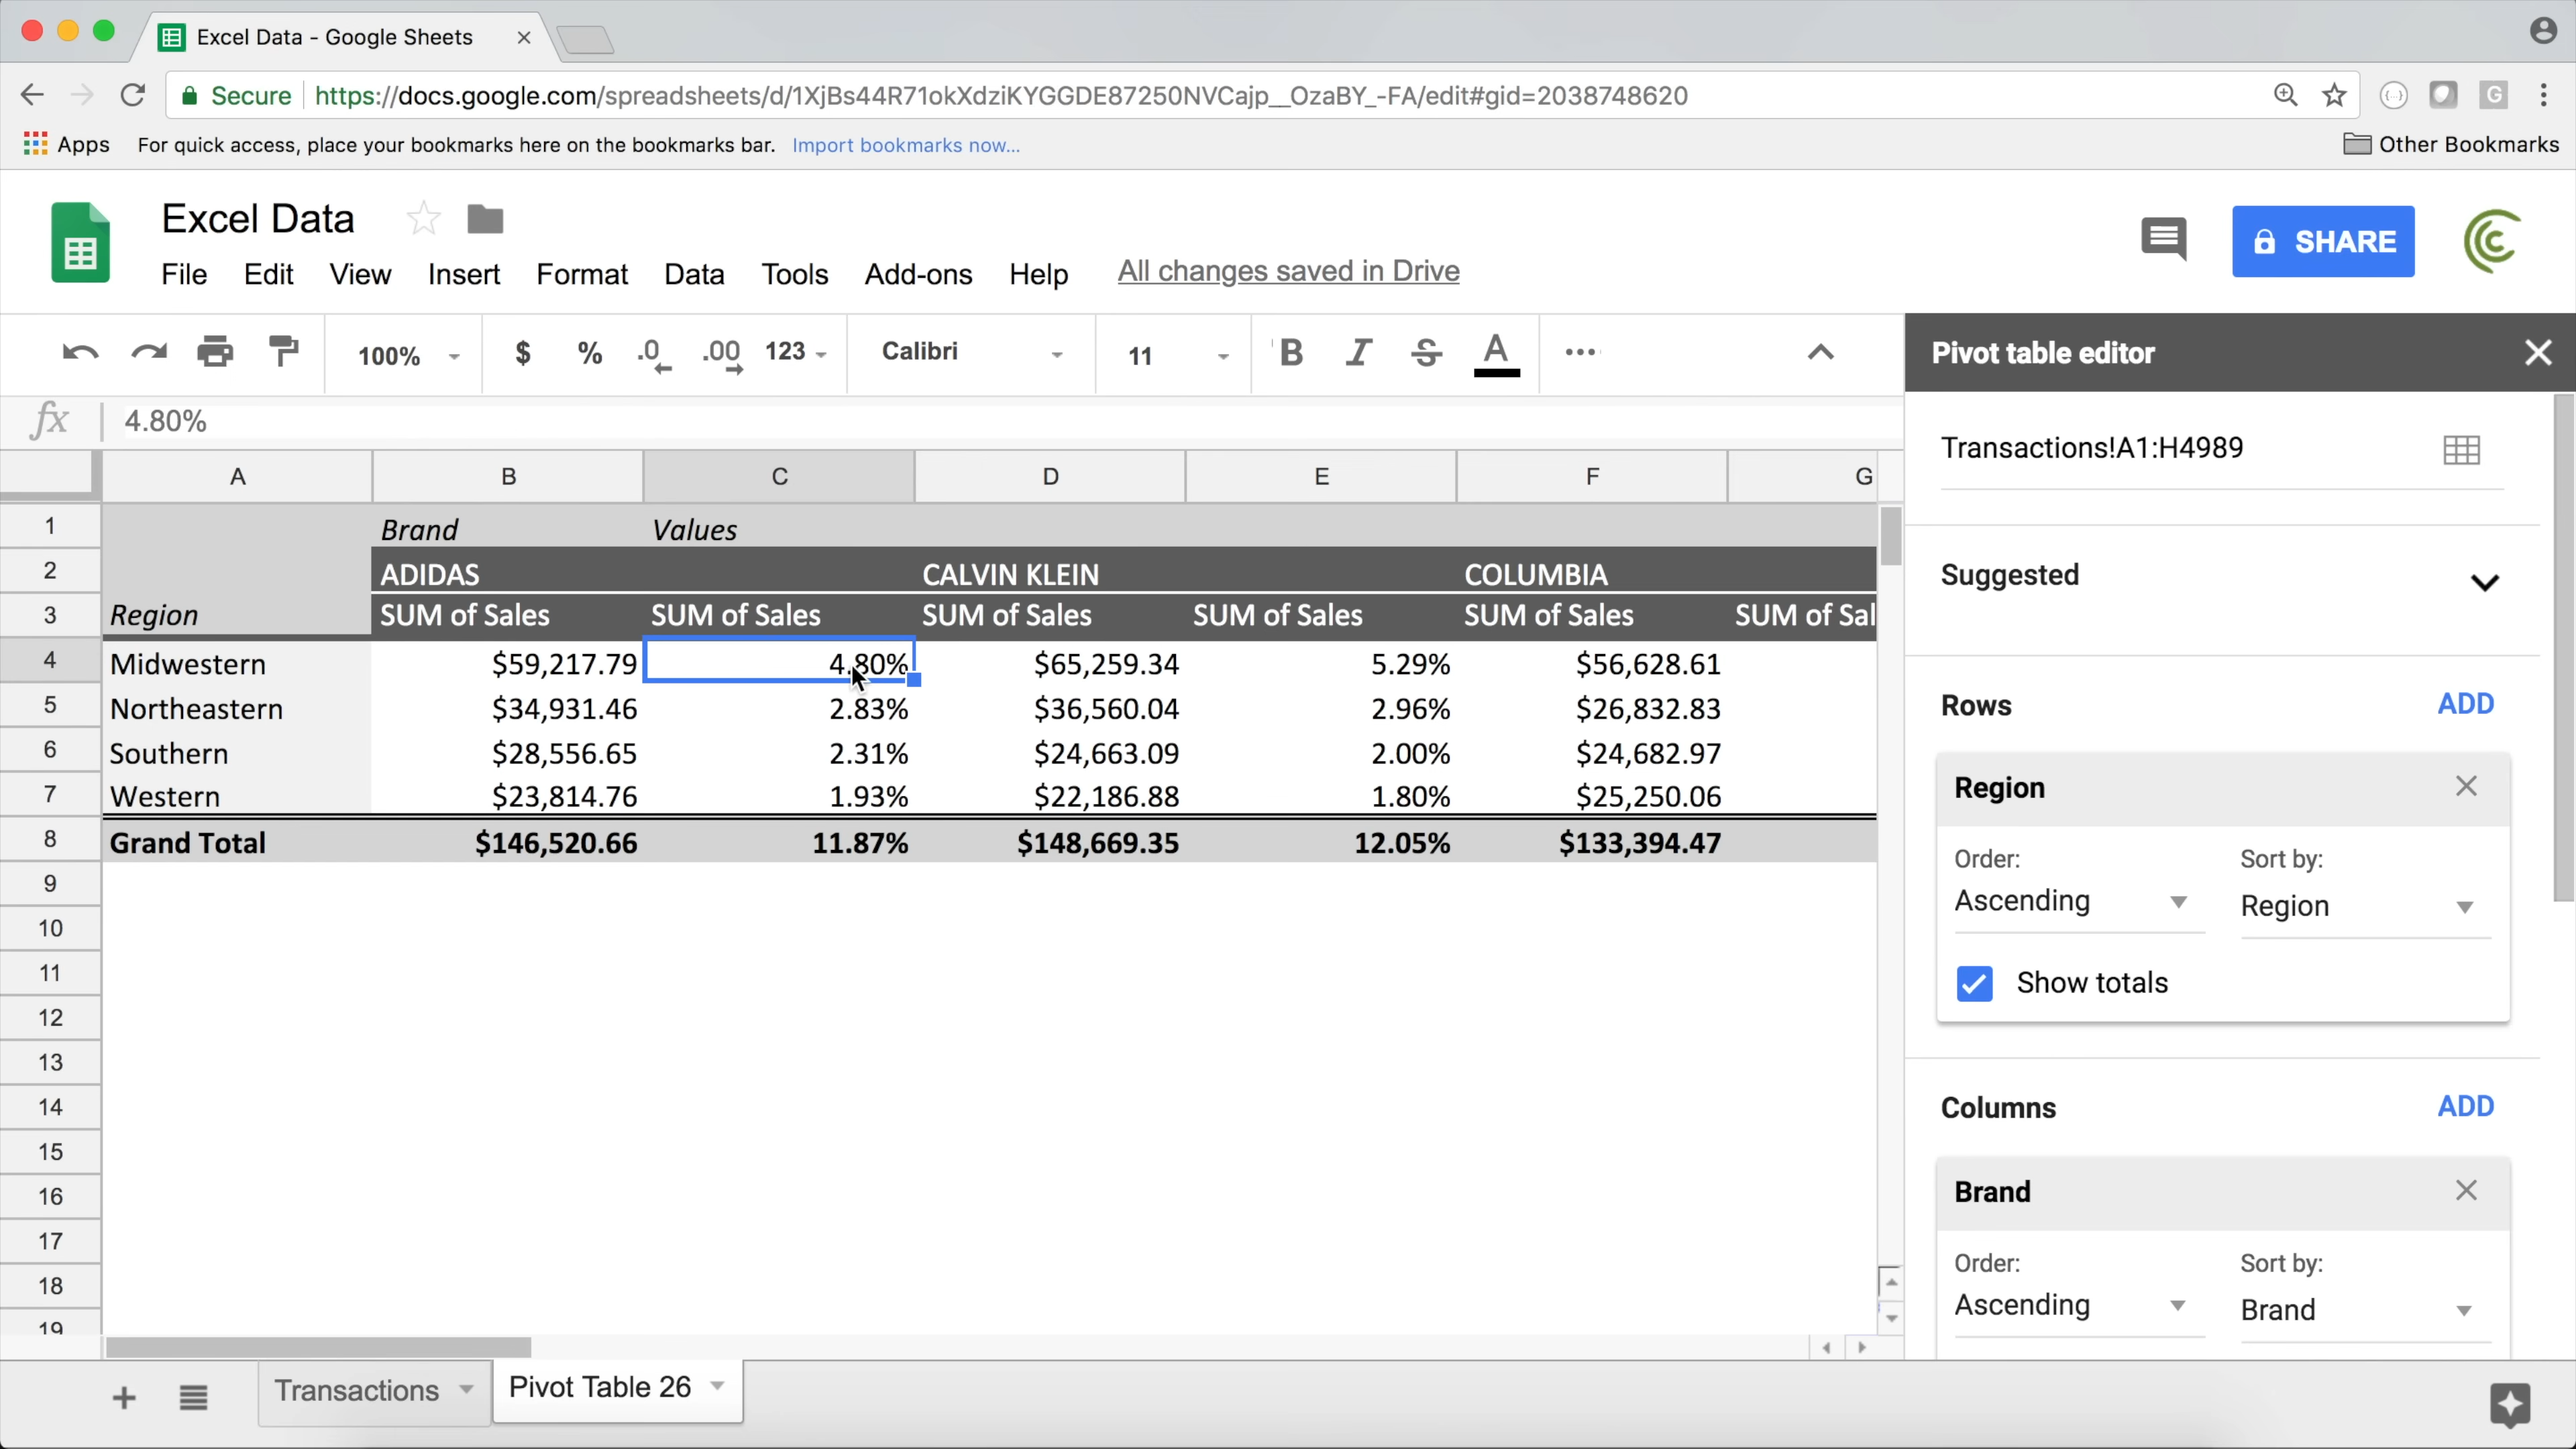 Excel Data - Google Sheets
Secure https://docs.google.com/spreadsheets/d/1XjBs44R71okXdziKYGGDE87250NVCajp__OzaBY_-FA/edit#gid=2038748620
G
Apps For quick access, place your bookmarks here on the bookmarks bar. Import bookmarks now... Other Bookmarks
Excel Data
SHARE
File Edit View Insert Format Data Tools Add-ons Help All changes saved in Drive
100% $ % .0 .00 123 Calibri 11 B I S A
Pivot table editor
fx 4.80%
Transactions!A1:H4989
A B C D E F G
1 Brand Values
2 ADIDAS CALVIN KLEIN COLUMBIA
Suggested
3 Region SUM of Sales SUM of Sales SUM of Sales SUM of Sales SUM of Sales SUM of Sal
4 Midwestern $59,217.79 4.80% $65,259.34 5.29% $56,628.61
5 Northeastern $34,931.46 2.83% $36,560.04 2.96% $26,832.83
Rows ADD
6 Southern $28,556.65 2.31% $24,663.09 2.00% $24,682.97
7 Western $23,814.76 1.93% $22,186.88 1.80% $25,250.06
Region
8 Grand Total $146,520.66 11.87% $148,669.35 12.05% $133,394.47
Order: Sort by:
9
Ascending Region
10
11
Show totals
12
13
14
Columns ADD
15
16
Brand
17
Order: Sort by:
18
Ascending Brand
19
Transactions Pivot Table 26